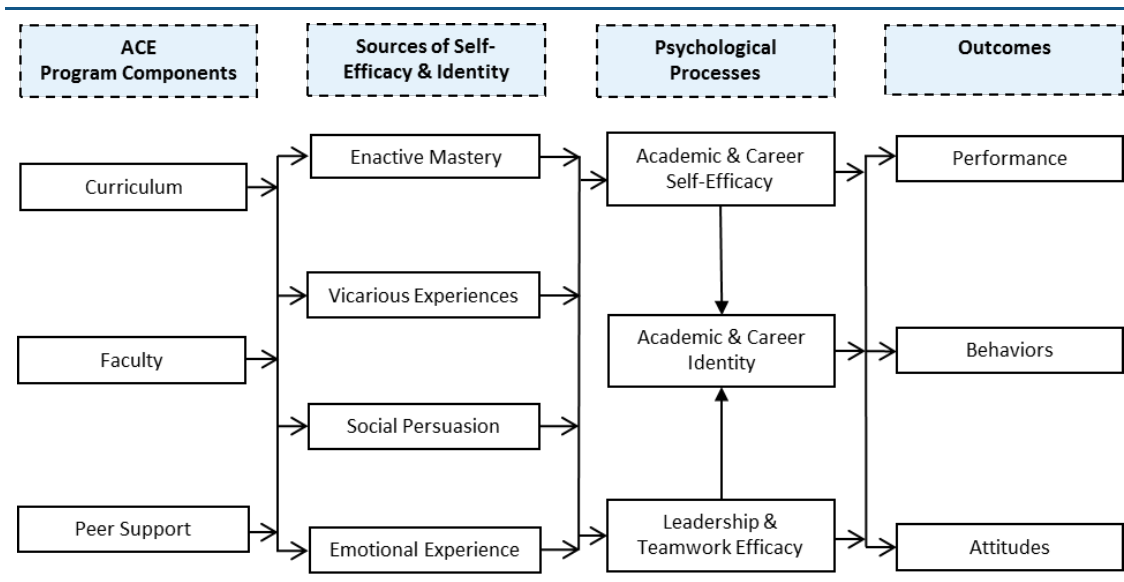 ACE
Program Components
Sources of Self-
Efficacy & Identity
Psychological
Processes
Outcomes
Curriculum
Faculty
Peer Support
Enactive Mastery
Vicarious Experiences
Social Persuasion
Emotional Experience
Academic & Career
Self-Efficacy
Academic & Career
Identity
Leadership &
Teamwork Efficacy
Performance
Behaviors
Attitudes